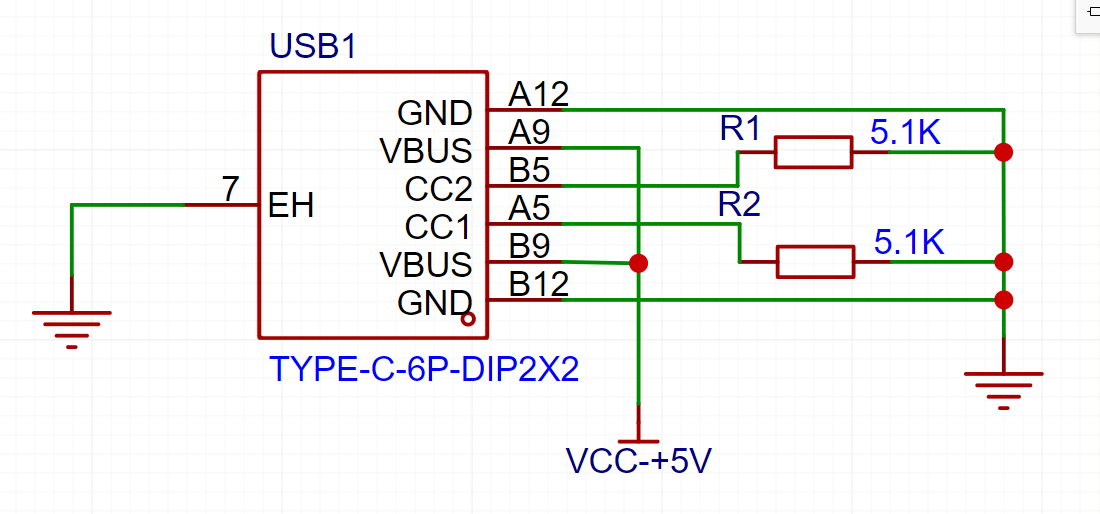 USB1
GND
VBUS
CC2
CC1
VBUS
GND
EH
7
A12
A9
B5
A5
B9
B12
R1
5.1K
R2
5.1K
TYPE-C-6P-DIP2X2
VCC-+5V